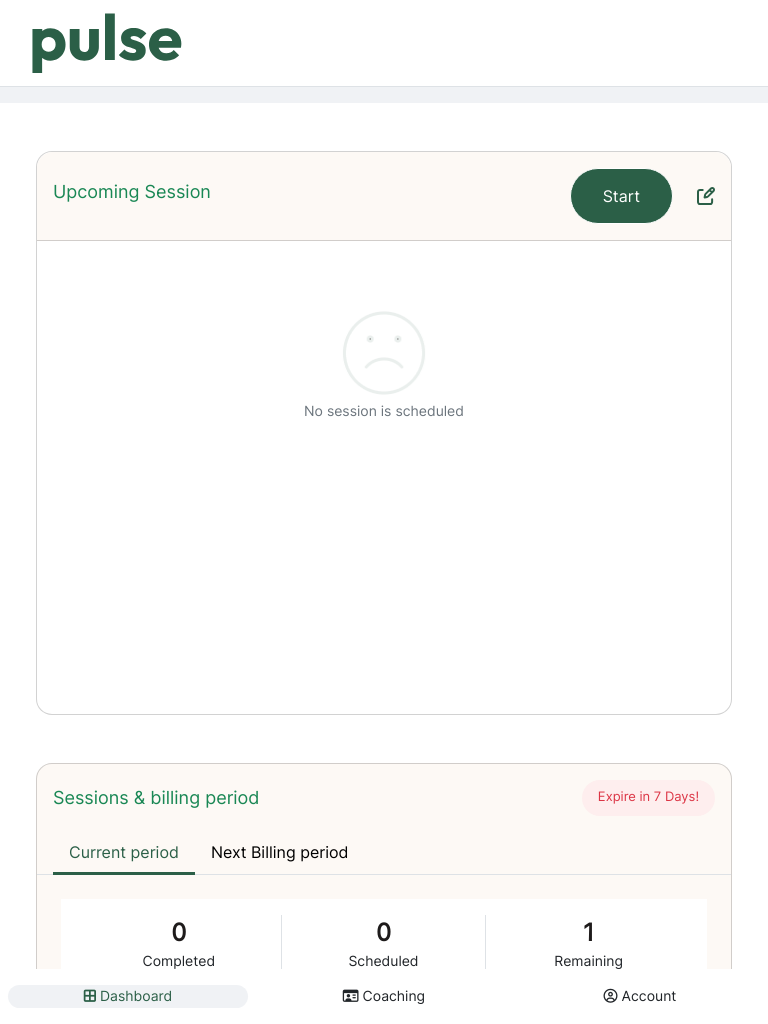 pulse
Upcoming Session
Start
No session is scheduled
Sessions & billing period
Expire in 7 Days!
Current period
Next Billing period
0
0
1
Completed
Scheduled
Remaining
Dashboard
Coaching
Account